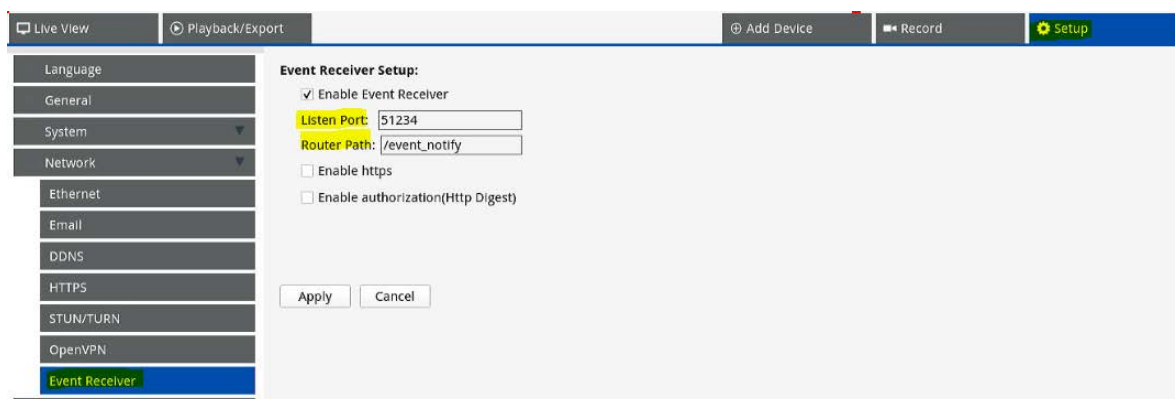 Live View
Playback/Export
Add Device
Record
Setup
Language
General
System
Network
Ethernet
Email
DDNS
HTTPS
STUN/TURN
OpenVPN
Event Receiver
Event Receiver Setup:
Enable Event Receiver
Listen Port: 51234
Router Path: /event_notify
Enable https
Enable authorization(Http Digest)
Apply Cancel